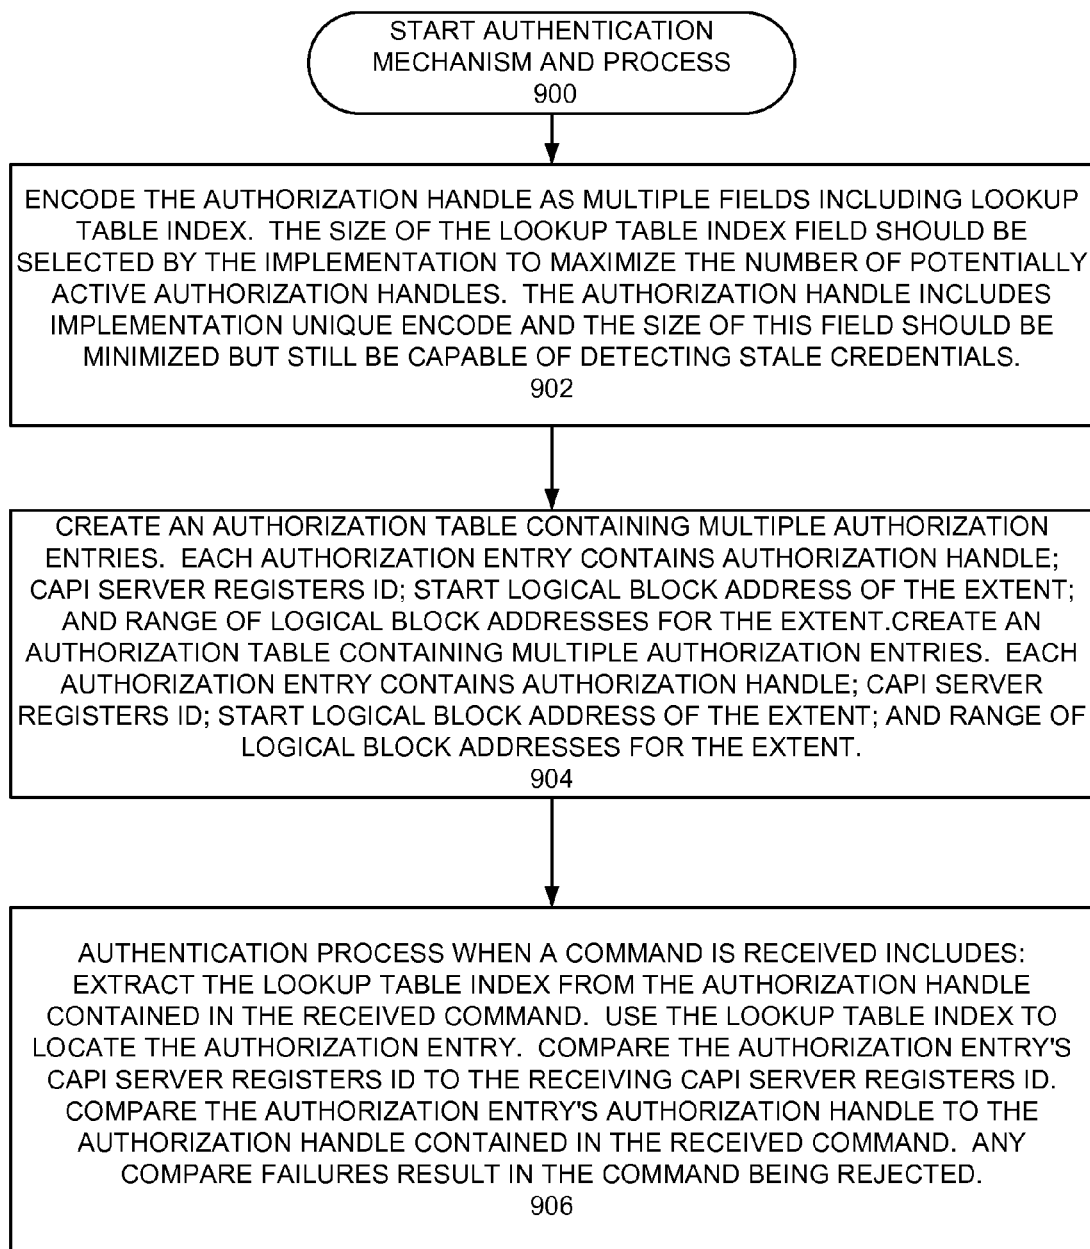 START AUTHENTICATION
MECHANISM AND PROCESS
900
ENCODE THE AUTHORIZATION HANDLE AS MULTIPLE FIELDS INCLUDING LOOKUP
TABLE INDEX. THE SIZE OF THE LOOKUP TABLE INDEX FIELD SHOULD BE
SELECTED BY THE IMPLEMENTATION TO MAXIMIZE THE NUMBER OF POTENTIALLY
ACTIVE AUTHORIZATION HANDLES. THE AUTHORIZATION HANDLE INCLUDES
IMPLEMENTATION UNIQUE ENCODE AND THE SIZE OF THIS FIELD SHOULD BE
MINIMIZED BUT STILL BE CAPABLE OF DETECTING STALE CREDENTIALS.
902
CREATE AN AUTHORIZATION TABLE CONTAINING MULTIPLE AUTHORIZATION
ENTRIES. EACH AUTHORIZATION ENTRY CONTAINS AUTHORIZATION HANDLE;
CAPI SERVER REGISTERS ID; START LOGICAL BLOCK ADDRESS OF THE EXTENT;
AND RANGE OF LOGICAL BLOCK ADDRESSES FOR THE EXTENT.CREATE AN
AUTHORIZATION TABLE CONTAINING MULTIPLE AUTHORIZATION ENTRIES. EACH
AUTHORIZATION ENTRY CONTAINS AUTHORIZATION HANDLE; CAPI SERVER
REGISTERS ID; START LOGICAL BLOCK ADDRESS OF THE EXTENT; AND RANGE OF
LOGICAL BLOCK ADDRESSES FOR THE EXTENT.
904
AUTHENTICATION PROCESS WHEN A COMMAND IS RECEIVED INCLUDES:
EXTRACT THE LOOKUP TABLE INDEX FROM THE AUTHORIZATION HANDLE
CONTAINED IN THE RECEIVED COMMAND. USE THE LOOKUP TABLE INDEX TO
LOCATE THE AUTHORIZATION ENTRY. COMPARE THE AUTHORIZATION ENTRY'S
CAPI SERVER REGISTERS ID TO THE RECEIVING CAPI SERVER REGISTERS ID.
COMPARE THE AUTHORIZATION ENTRY'S AUTHORIZATION HANDLE TO THE
AUTHORIZATION HANDLE CONTAINED IN THE RECEIVED COMMAND. ANY
COMPARE FAILURES RESULT IN THE COMMAND BEING REJECTED.
906